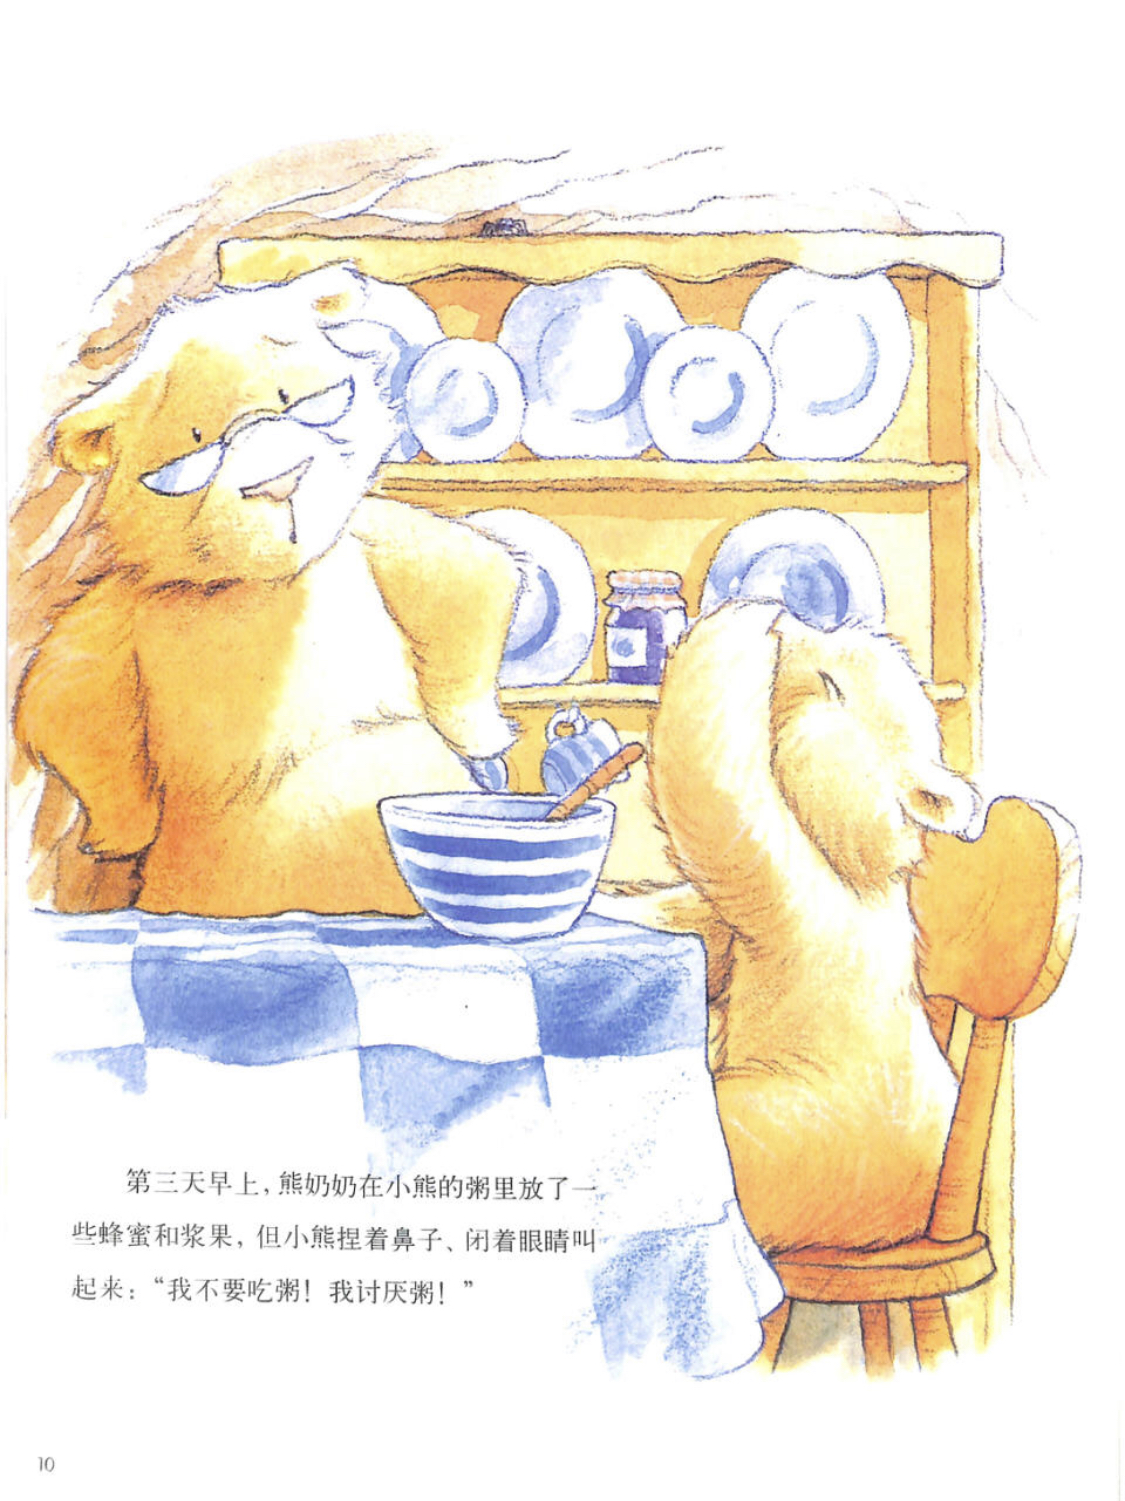 第三天早上，熊奶奶在小熊的粥里放了一
些蜂蜜和浆果，但小熊捏着鼻子、闭着眼睛叫
起来：“我不要吃粥！我讨厌粥！”
10